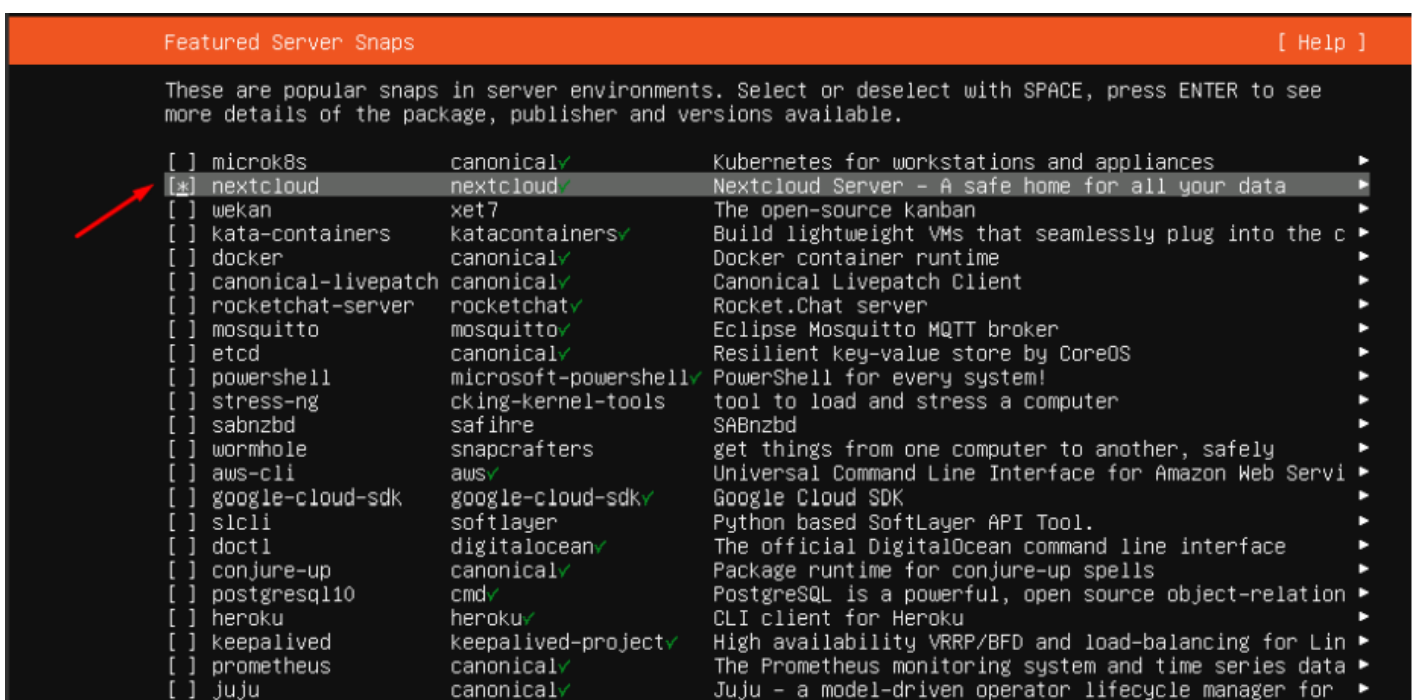 Featured Server Snaps [ Help ]
These are popular snaps in server environments. Select or deselect with SPACE, press ENTER to see
more details of the package, publisher and versions available.
[ ] microk8s canonical✓ Kubernetes for workstations and appliances ▸
[*] nextcloud nextcloud✓ Nextcloud Server – A safe home for all your data ▸
[ ] wekan xet7 The open-source kanban ▸
[ ] kata-containers katacontainers✓ Build lightweight VMs that seamlessly plug into the c ▸
[ ] docker canonical✓ Docker container runtime ▸
[ ] canonical-livepatch canonical✓ Canonical Livepatch Client ▸
[ ] rocketchat-server rocketchat✓ Rocket.Chat server ▸
[ ] mosquitto mosquitto✓ Eclipse Mosquitto MQTT broker ▸
[ ] etcd canonical✓ Resilient key-value store by CoreOS ▸
[ ] powershell microsoft-powershell✓ PowerShell for every system! ▸
[ ] stress-ng cking-kernel-tools tool to load and stress a computer ▸
[ ] sabnzbd safihre SABnzbd ▸
[ ] wormhole snapcrafters get things from one computer to another, safely ▸
[ ] aws-cli aws✓ Universal Command Line Interface for Amazon Web Servi ▸
[ ] google-cloud-sdk google-cloud-sdk✓ Google Cloud SDK ▸
[ ] slcli softlayer Python based SoftLayer API Tool. ▸
[ ] doctl digitalocean✓ The official DigitalOcean command line interface ▸
[ ] conjure-up canonical✓ Package runtime for conjure-up spells ▸
[ ] postgresql10 cmd✓ PostgreSQL is a powerful, open source object-relation ▸
[ ] heroku heroku✓ CLI client for Heroku ▸
[ ] keepalived keepalived-project✓ High availability VRRP/BFD and load-balancing for Lin ▸
[ ] prometheus canonical✓ The Prometheus monitoring system and time series data ▸
[ ] juju canonical✓ Juju – a model-driven operator lifecycle manager for ▸